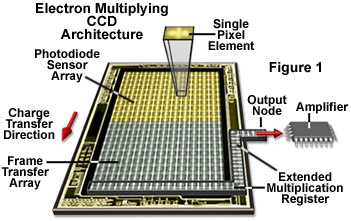 Electron Multiplying
CCD
Architecture
Single
Pixel
Element
Photodiode
Sensor
Array
Figure 1
Output
Node
Amplifier
Charge
Transfer
Direction
Frame
Transfer
Array
Extended
Multiplication
Register